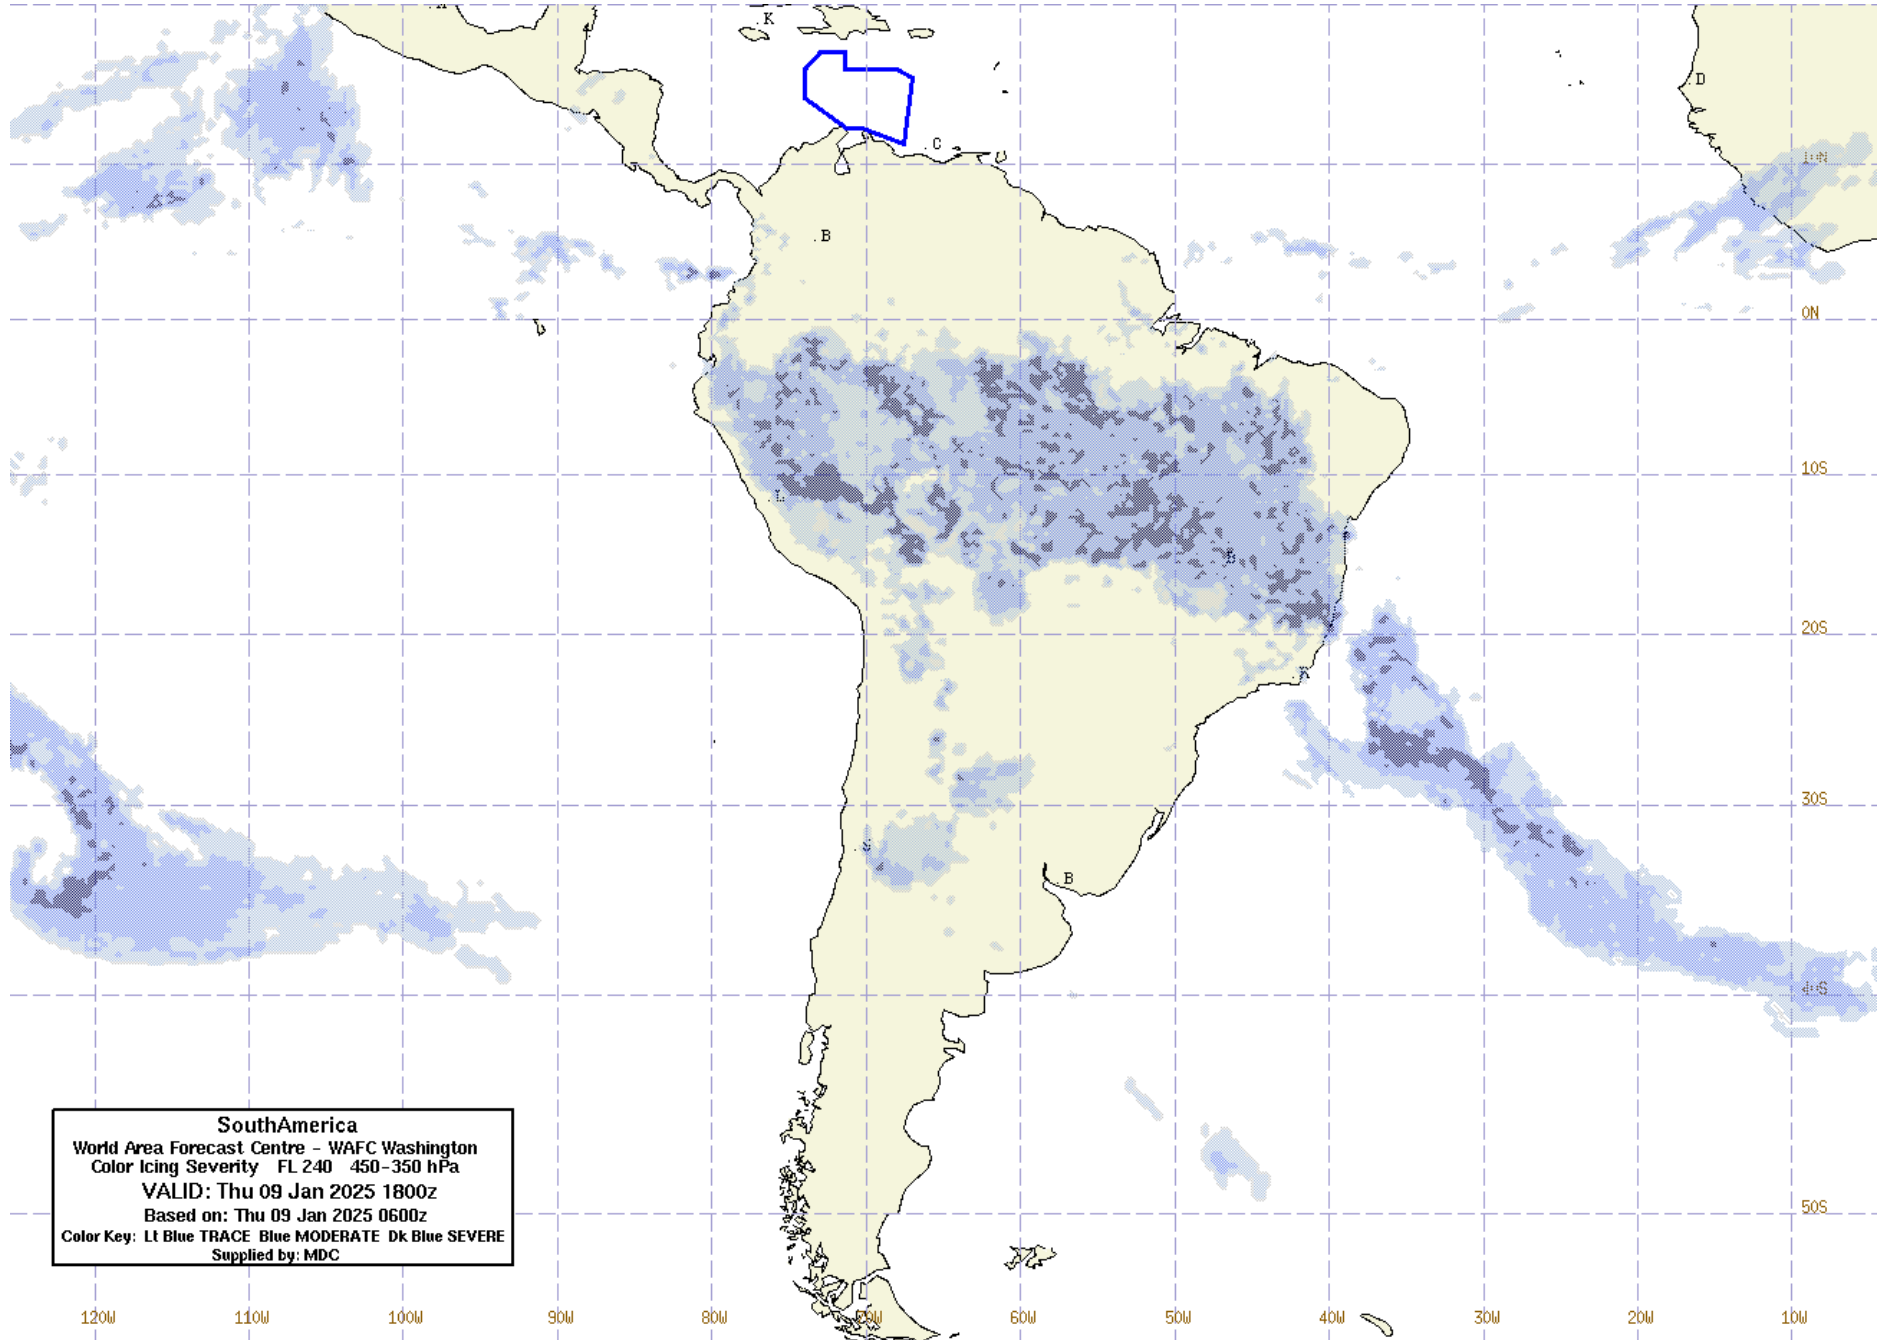 A
K
D
C
10N
B
0N
10S
L
B
20S
R
30S
S
B
40S
SouthAmerica
World Area Forecast Centre - WAFC Washington
Color Icing Severity FL 240 450-350 hPa
VALID: Thu 09 Jan 2025 1800z
Based on: Thu 09 Jan 2025 0600z
Color Key: Lt Blue TRACE Blue MODERATE Dk Blue SEVERE
Supplied by: MDC
50S
120W 110W 100W 90W 80W 70W 60W 50W 40W 30W 20W 10W